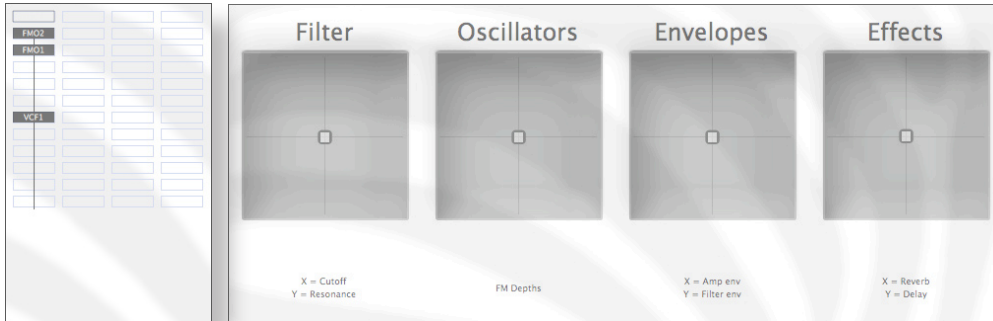 FMO2
FMO1
VCF1
Filter
Oscillators
Envelopes
Effects
X = Cutoff
Y = Resonance
FM Depths
X = Amp env
Y = Filter env
X = Reverb
Y = Delay